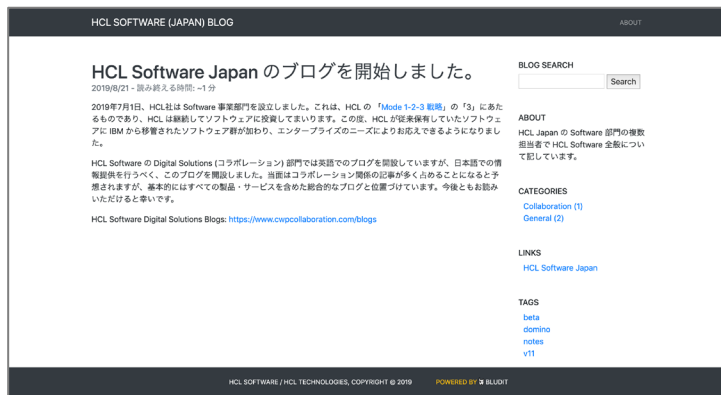 HCL SOFTWARE (JAPAN) BLOG
ABOUT
HCL Software Japan のブログを開始しました。
2019/8/21 - 読み終える時間: ~1 分
2019年7月1日、HCL社は Software 事業部門を設立しました。これは、HCL の 「Mode 1-2-3 戦略」の「3」にあた
るものであり、HCL は継続してソフトウェアに投資してまいります。この度、HCL が従来保有していたソフトウェ
アに IBM から移管されたソフトウェア群が加わり、エンタープライズのニーズによりお応えできるようになりまし
た。
HCL Software の Digital Solutions (コラボレーション) 部門では英語でのブログを開設していますが、日本語での情
報提供を行うべく、このブログを開設しました。当面はコラボレーション関係の記事が多く占めることになると予
想されますが、基本的にはすべての製品・サービスを含めた総合的なブログと位置づけています。今後ともお読み
いただけると幸いです。
HCL Software Digital Solutions Blogs: https://www.cwpcollaboration.com/blogs
BLOG SEARCH
Search
ABOUT
HCL Japan の Software 部門の複数
担当者で HCL Software 全般につい
て記しています。
CATEGORIES
Collaboration (1)
General (2)
LINKS
HCL Software Japan
TAGS
beta
domino
notes
v11
HCL SOFTWARE / HCL TECHNOLOGIES, COPYRIGHT @ 2019 POWERED BY BLUDIT